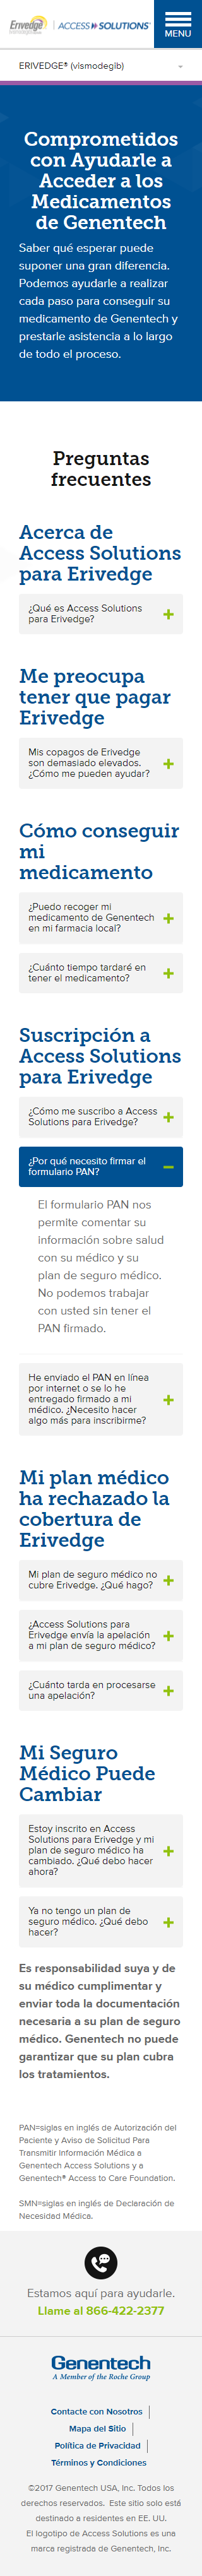 Erivedge
vismodegib
ACCESS SOLUTIONS®
MENU
ERIVEDGE® (vismodegib)
Comprometidos
con Ayudarle a
Acceder a los
Medicamentos
de Genentech
Saber qué esperar puede
suponer una gran diferencia.
Podemos ayudarle a realizar
cada paso para conseguir su
medicamento de Genentech y
prestarle asistencia a lo largo
de todo el proceso.
Preguntas
frecuentes
Acerca de
Access Solutions
para Erivedge
¿Qué es Access Solutions
para Erivedge?
Me preocupa
tener que pagar
Erivedge
Mis copagos de Erivedge
son demasiado elevados.
¿Cómo me pueden ayudar?
Cómo conseguir
mi
medicamento
¿Puedo recoger mi
medicamento de Genentech
en mi farmacia local?
¿Cuánto tiempo tardaré en
tener el medicamento?
Suscripción a
Access Solutions
para Erivedge
¿Cómo me suscribo a Access
Solutions para Erivedge?
¿Por qué necesito firmar el
formulario PAN?
El formulario PAN nos
permite comentar su
información sobre salud
con su médico y su
plan de seguro médico.
No podemos trabajar
con usted sin tener el
PAN firmado.
He enviado el PAN en línea
por internet o se lo he
entregado firmado a mi
médico. ¿Necesito hacer
algo más para inscribirme?
Mi plan médico
ha rechazado la
cobertura de
Erivedge
Mi plan de seguro médico no
cubre Erivedge. ¿Qué hago?
¿Access Solutions para
Erivedge envía la apelación
a mi plan de seguro médico?
¿Cuánto tarda en procesarse
una apelación?
Mi Seguro
Médico Puede
Cambiar
Estoy inscrito en Access
Solutions para Erivedge y mi
plan de seguro médico ha
cambiado. ¿Qué debo hacer
ahora?
Ya no tengo un plan de
seguro médico. ¿Qué debo
hacer?
Es responsabilidad suya y de
su médico cumplimentar y
enviar toda la documentación
necesaria a su plan de seguro
médico. Genentech no puede
garantizar que su plan cubra
los tratamientos.
PAN=siglas en inglés de Autorización del
Paciente y Aviso de Solicitud Para
Transmitir Información Médica a
Genentech Access Solutions y a
Genentech® Access to Care Foundation.
SMN=siglas en inglés de Declaración de
Necesidad Médica.
Estamos aquí para ayudarle.
Llame al 866-422-2377
Genentech
A Member of the Roche Group
Contacte con Nosotros
Mapa del Sitio
Política de Privacidad
Términos y Condiciones
©2017 Genentech USA, Inc. Todos los
derechos reservados. Este sitio solo está
destinado a residentes en EE. UU.
El logotipo de Access Solutions es una
marca registrada de Genentech, Inc.